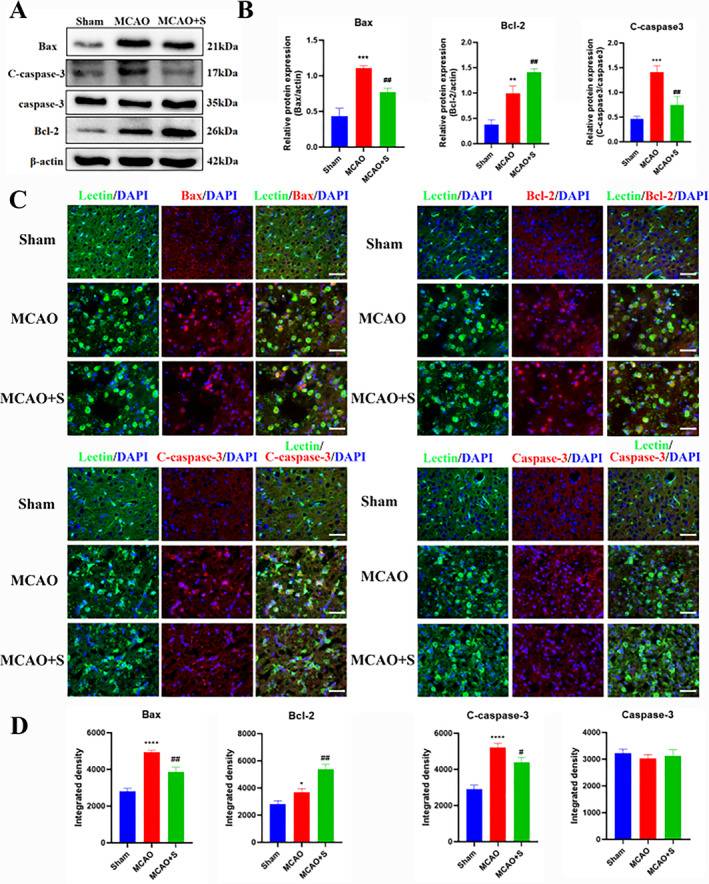 A
Sham MCAO MCAO+S
Bax 21kDa
C-caspase-3 17kDa
caspase-3 35kDa
Bcl-2 26kDa
β-actin 42kDa
B
Bax
Relative protein expression
(Bax/actin)
1.5
1.0
0.5
0.0
***
##
Sham
MCAO
MCAO+S
Bcl-2
Relative protein expression
(Bcl-2/actin)
2.0
1.5
1.0
0.5
0.0
**
##
Sham
MCAO
MCAO+S
C-caspase3
Relative protein expression
(C-caspase3/caspase3)
2.0
1.5
1.0
0.5
0.0
***
##
Sham
MCAO
MCAO+S
C
Lectin/DAPI Bax/DAPI Lectin/Bax/DAPI
Sham
MCAO
MCAO+S
Lectin/DAPI Bcl-2/DAPI Lectin/Bcl-2/DAPI
Sham
MCAO
MCAO+S
Lectin/DAPI C-caspase-3/DAPI Lectin/
C-caspase-3/DAPI
Sham
MCAO
MCAO+S
Lectin/DAPI Caspase-3/DAPI Lectin/
Caspase-3/DAPI
Sham
MCAO
MCAO+S
D
Bax
Integrated density
6000
4000
2000
0
****
##
Sham
MCAO
MCAO+S
Bcl-2
Integrated density
8000
6000
4000
2000
0
*
##
Sham
MCAO
MCAO+S
C-caspase-3
Integrated density
6000
4000
2000
0
****
#
Sham
MCAO
MCAO+S
Caspase-3
Integrated density
4000
3000
2000
1000
0
Sham
MCAO
MCAO+S